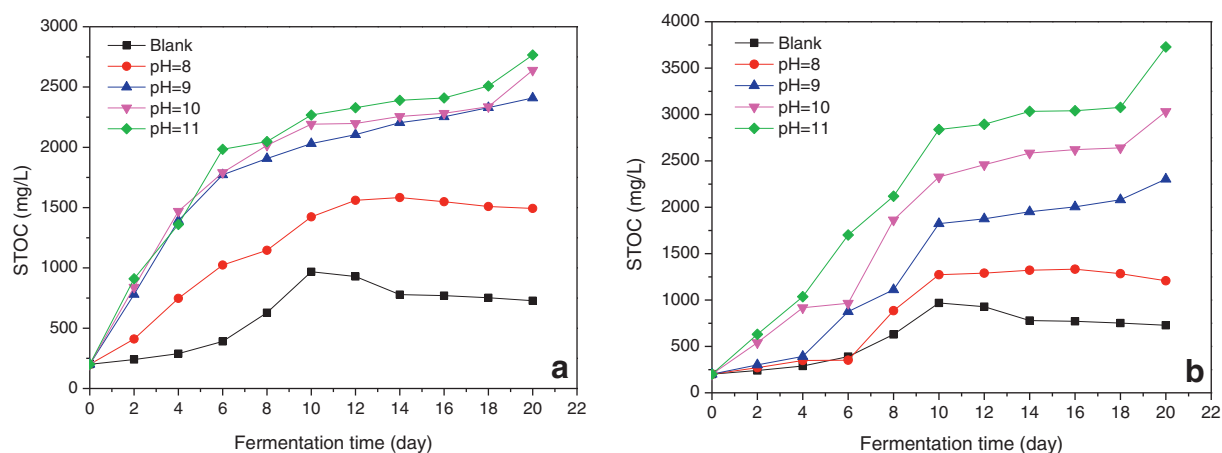 3000
2500
2000
1500
1000
500
0
STOC (mg/L)
Blank
pH=8
pH=9
pH=10
pH=11
a
0 2 4 6 8 10 12 14 16 18 20 22
Fermentation time (day)
4000
3500
3000
2500
2000
1500
1000
500
0
STOC (mg/L)
Blank
pH=8
pH=9
pH=10
pH=11
b
0 2 4 6 8 10 12 14 16 18 20 22
Fermentation time (day)